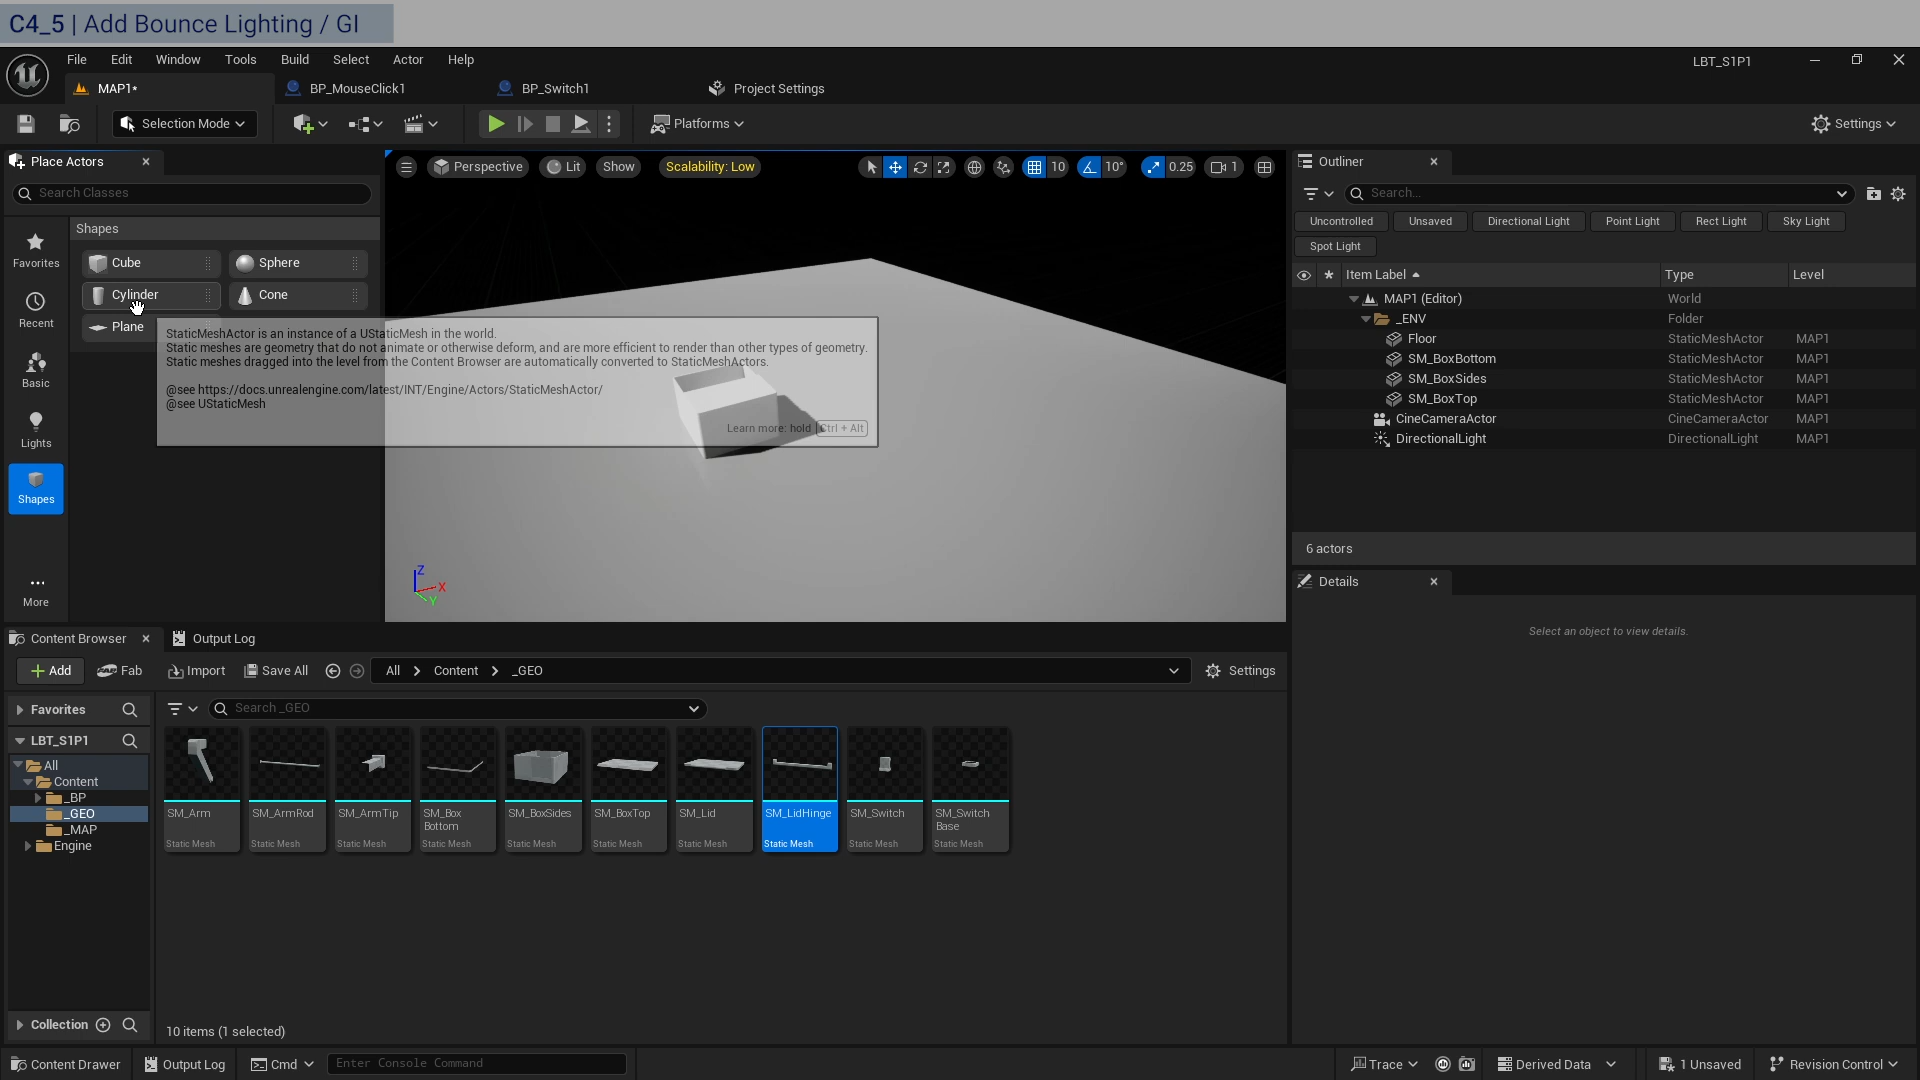 C4_5 | Add Bounce Lighting / GI
File Edit Window Tools Build Select Actor Help
LBT_S1P1
MAP1* BP_MouseClick1 BP_Switch1 Project Settings
Selection Mode Platforms Settings
Place Actors
Search Classes
Favorites
Recent
Basic
Lights
Shapes
More
Shapes
Cube Sphere
Cylinder Cone
Plane
StaticMeshActor is an instance of a UStaticMesh in the world.
Static meshes are geometry that do not animate or otherwise deform, and are more efficient to render than other types of geometry.
Static meshes dragged into the level from the Content Browser are automatically converted to StaticMeshActors.
@see https://docs.unrealengine.com/latest/INT/Engine/Actors/StaticMeshActor/
@see UStaticMesh
Learn more: hold Ctrl + Alt
Perspective Lit Show Scalability: Low 10 10° 0.25 1
Z
X
Y
Outliner
Search...
Uncontrolled Unsaved Directional Light Point Light Rect Light Sky Light
Spot Light
Item Label Type Level
MAP1 (Editor) World
_ENV Folder
Floor StaticMeshActor MAP1
SM_BoxBottom StaticMeshActor MAP1
SM_BoxSides StaticMeshActor MAP1
SM_BoxTop StaticMeshActor MAP1
CineCameraActor CineCameraActor MAP1
DirectionalLight DirectionalLight MAP1
6 actors
Details
Select an object to view details.
Content Browser Output Log
Add Fab Import Save All All Content _GEO Settings
Favorites
LBT_S1P1
All
Content
_BP
_GEO
_MAP
Engine
Collection
Search _GEO
SM_Arm
Static Mesh
SM_ArmRod
Static Mesh
SM_ArmTip
Static Mesh
SM_Box
Bottom
Static Mesh
SM_BoxSides
Static Mesh
SM_BoxTop
Static Mesh
SM_Lid
Static Mesh
SM_LidHinge
Static Mesh
SM_Switch
Static Mesh
SM_Switch
Base
Static Mesh
10 items (1 selected)
Content Drawer Output Log Cmd Enter Console Command Trace Derived Data 1 Unsaved Revision Control